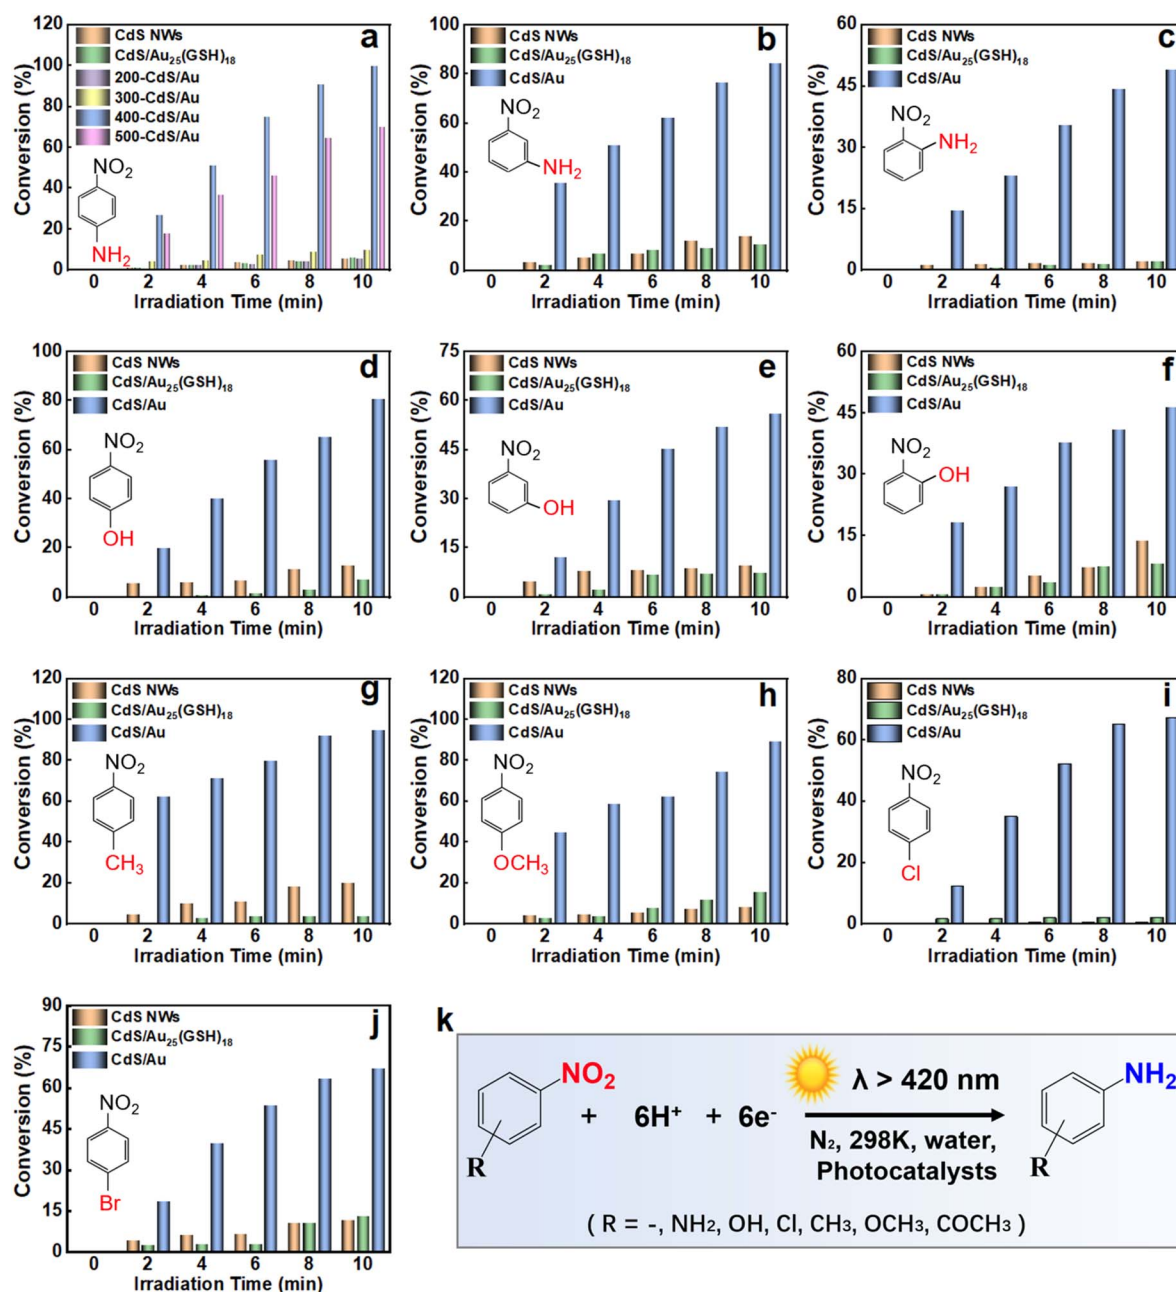 a
CdS NWs
CdS/Au₂₅(GSH)₁₈
200-CdS/Au
300-CdS/Au
400-CdS/Au
500-CdS/Au
NO₂
NH₂
Conversion (%)
120
100
80
60
40
20
0
0 2 4 6 8 10
Irradiation Time (min)
b
CdS NWs
CdS/Au₂₅(GSH)₁₈
CdS/Au
NO₂
NH₂
Conversion (%)
100
80
60
40
20
0
0 2 4 6 8 10
Irradiation Time (min)
c
CdS NWs
CdS/Au₂₅(GSH)₁₈
CdS/Au
NO₂
NH₂
Conversion (%)
60
45
30
15
0
0 2 4 6 8 10
Irradiation Time (min)
d
CdS NWs
CdS/Au₂₅(GSH)₁₈
CdS/Au
NO₂
OH
Conversion (%)
100
80
60
40
20
0
0 2 4 6 8 10
Irradiation Time (min)
e
CdS NWs
CdS/Au₂₅(GSH)₁₈
CdS/Au
NO₂
OH
Conversion (%)
75
60
45
30
15
0
0 2 4 6 8 10
Irradiation Time (min)
f
CdS NWs
CdS/Au₂₅(GSH)₁₈
CdS/Au
NO₂
OH
Conversion (%)
60
45
30
15
0
0 2 4 6 8 10
Irradiation Time (min)
g
CdS NWs
CdS/Au₂₅(GSH)₁₈
CdS/Au
NO₂
CH₃
Conversion (%)
120
100
80
60
40
20
0
0 2 4 6 8 10
Irradiation Time (min)
h
CdS NWs
CdS/Au₂₅(GSH)₁₈
CdS/Au
NO₂
OCH₃
Conversion (%)
120
100
80
60
40
20
0
0 2 4 6 8 10
Irradiation Time (min)
i
CdS NWs
CdS/Au₂₅(GSH)₁₈
CdS/Au
NO₂
Cl
Conversion (%)
80
60
40
20
0
0 2 4 6 8 10
Irradiation Time (min)
j
CdS NWs
CdS/Au₂₅(GSH)₁₈
CdS/Au
NO₂
Br
Conversion (%)
90
75
60
45
30
15
0
0 2 4 6 8 10
Irradiation Time (min)
k
NO₂
R
+ 6H⁺ + 6e⁻
λ > 420 nm
N₂, 298K, water,
Photocatalysts
NH₂
R
( R = -, NH₂, OH, Cl, CH₃, OCH₃, COCH₃ )